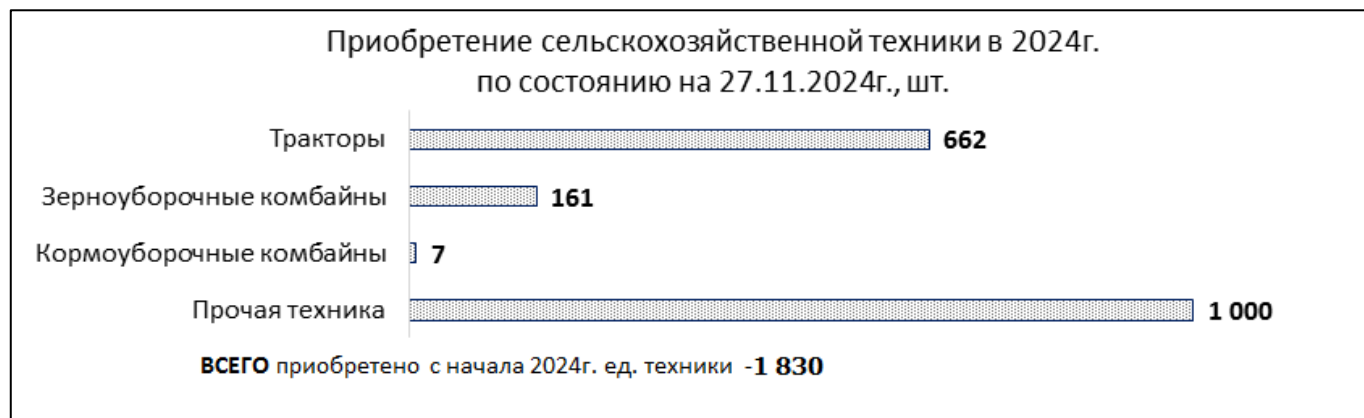 Приобретение сельскохозяйственной техники в 2024г.
по состоянию на 27.11.2024г., шт.
Тракторы 662
Зерноуборочные комбайны 161
Кормоуборочные комбайны 7
Прочая техника 1 000
ВСЕГО приобретено с начала 2024г. ед. техники -1 830